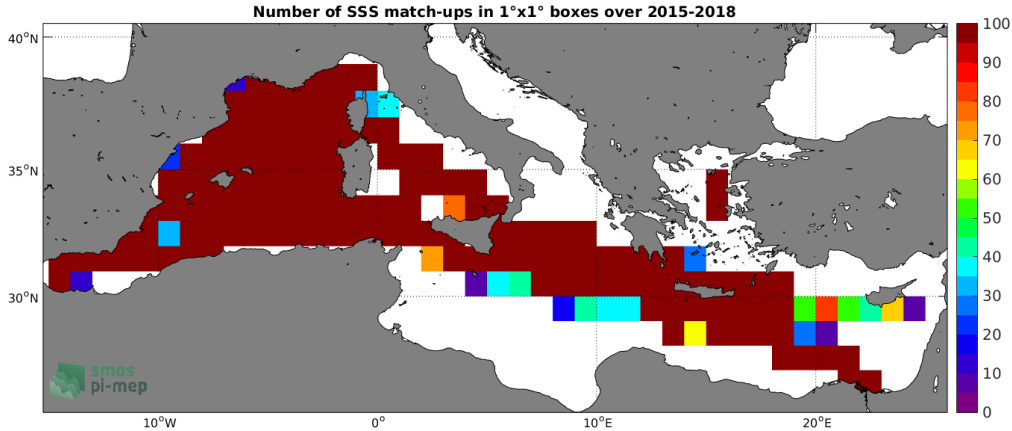 Number of SSS match-ups in 1°x1° boxes over 2015-2018
40°N
35°N
30°N
10°W
0°
10°E
20°E
100
90
80
70
60
50
40
30
20
10
0
smos
pi-mep